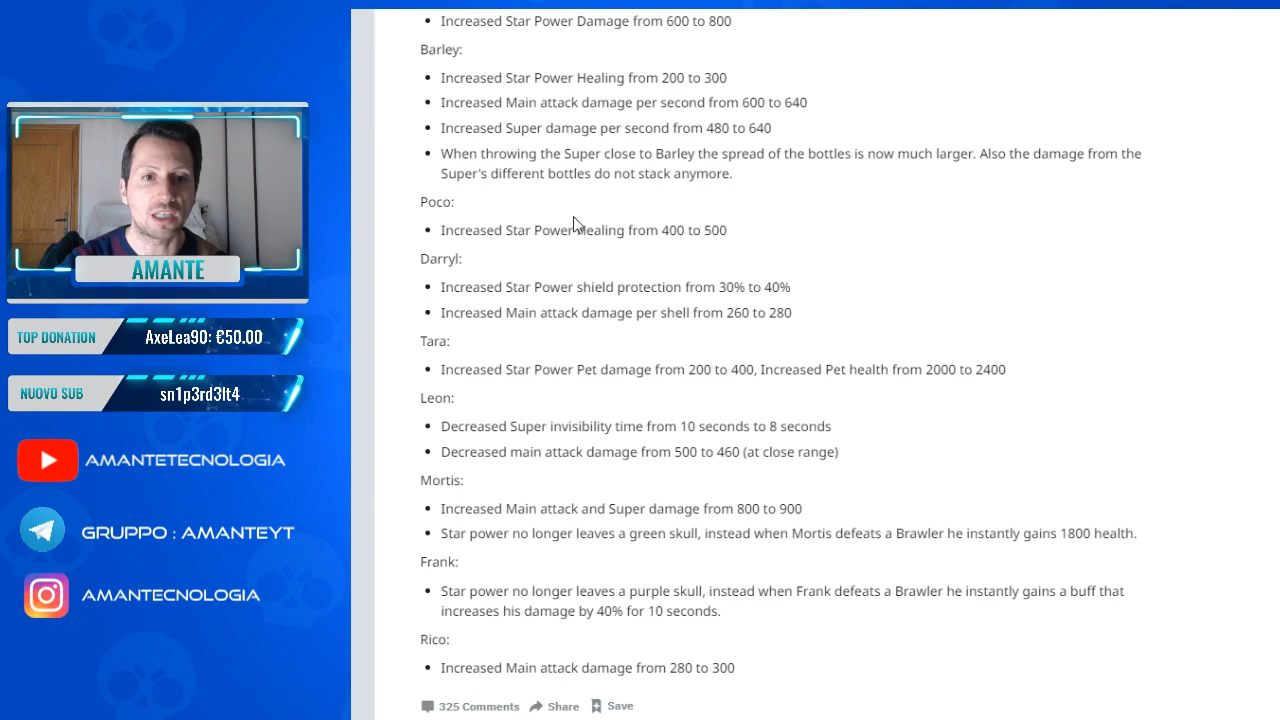 AMANTE
TOP DONATION
AxeLea90: €50.00
NUOVO SUB
sn1p3rd3lt4
AMANTETECNOLOGIA
GRUPPO : AMANTEYT
AMANTECNOLOGIA
• Increased Star Power Damage from 600 to 800
Barley:
• Increased Star Power Healing from 200 to 300
• Increased Main attack damage per second from 600 to 640
• Increased Super damage per second from 480 to 640
• When throwing the Super close to Barley the spread of the bottles is now much larger. Also the damage from the
Super's different bottles do not stack anymore.
Poco:
• Increased Star Power Healing from 400 to 500
Darryl:
• Increased Star Power shield protection from 30% to 40%
• Increased Main attack damage per shell from 260 to 280
Tara:
• Increased Star Power Pet damage from 200 to 400, Increased Pet health from 2000 to 2400
Leon:
• Decreased Super invisibility time from 10 seconds to 8 seconds
• Decreased main attack damage from 500 to 460 (at close range)
Mortis:
• Increased Main attack and Super damage from 800 to 900
• Star power no longer leaves a green skull, instead when Mortis defeats a Brawler he instantly gains 1800 health.
Frank:
• Star power no longer leaves a purple skull, instead when Frank defeats a Brawler he instantly gains a buff that
increases his damage by 40% for 10 seconds.
Rico:
• Increased Main attack damage from 280 to 300
325 Comments Share Save